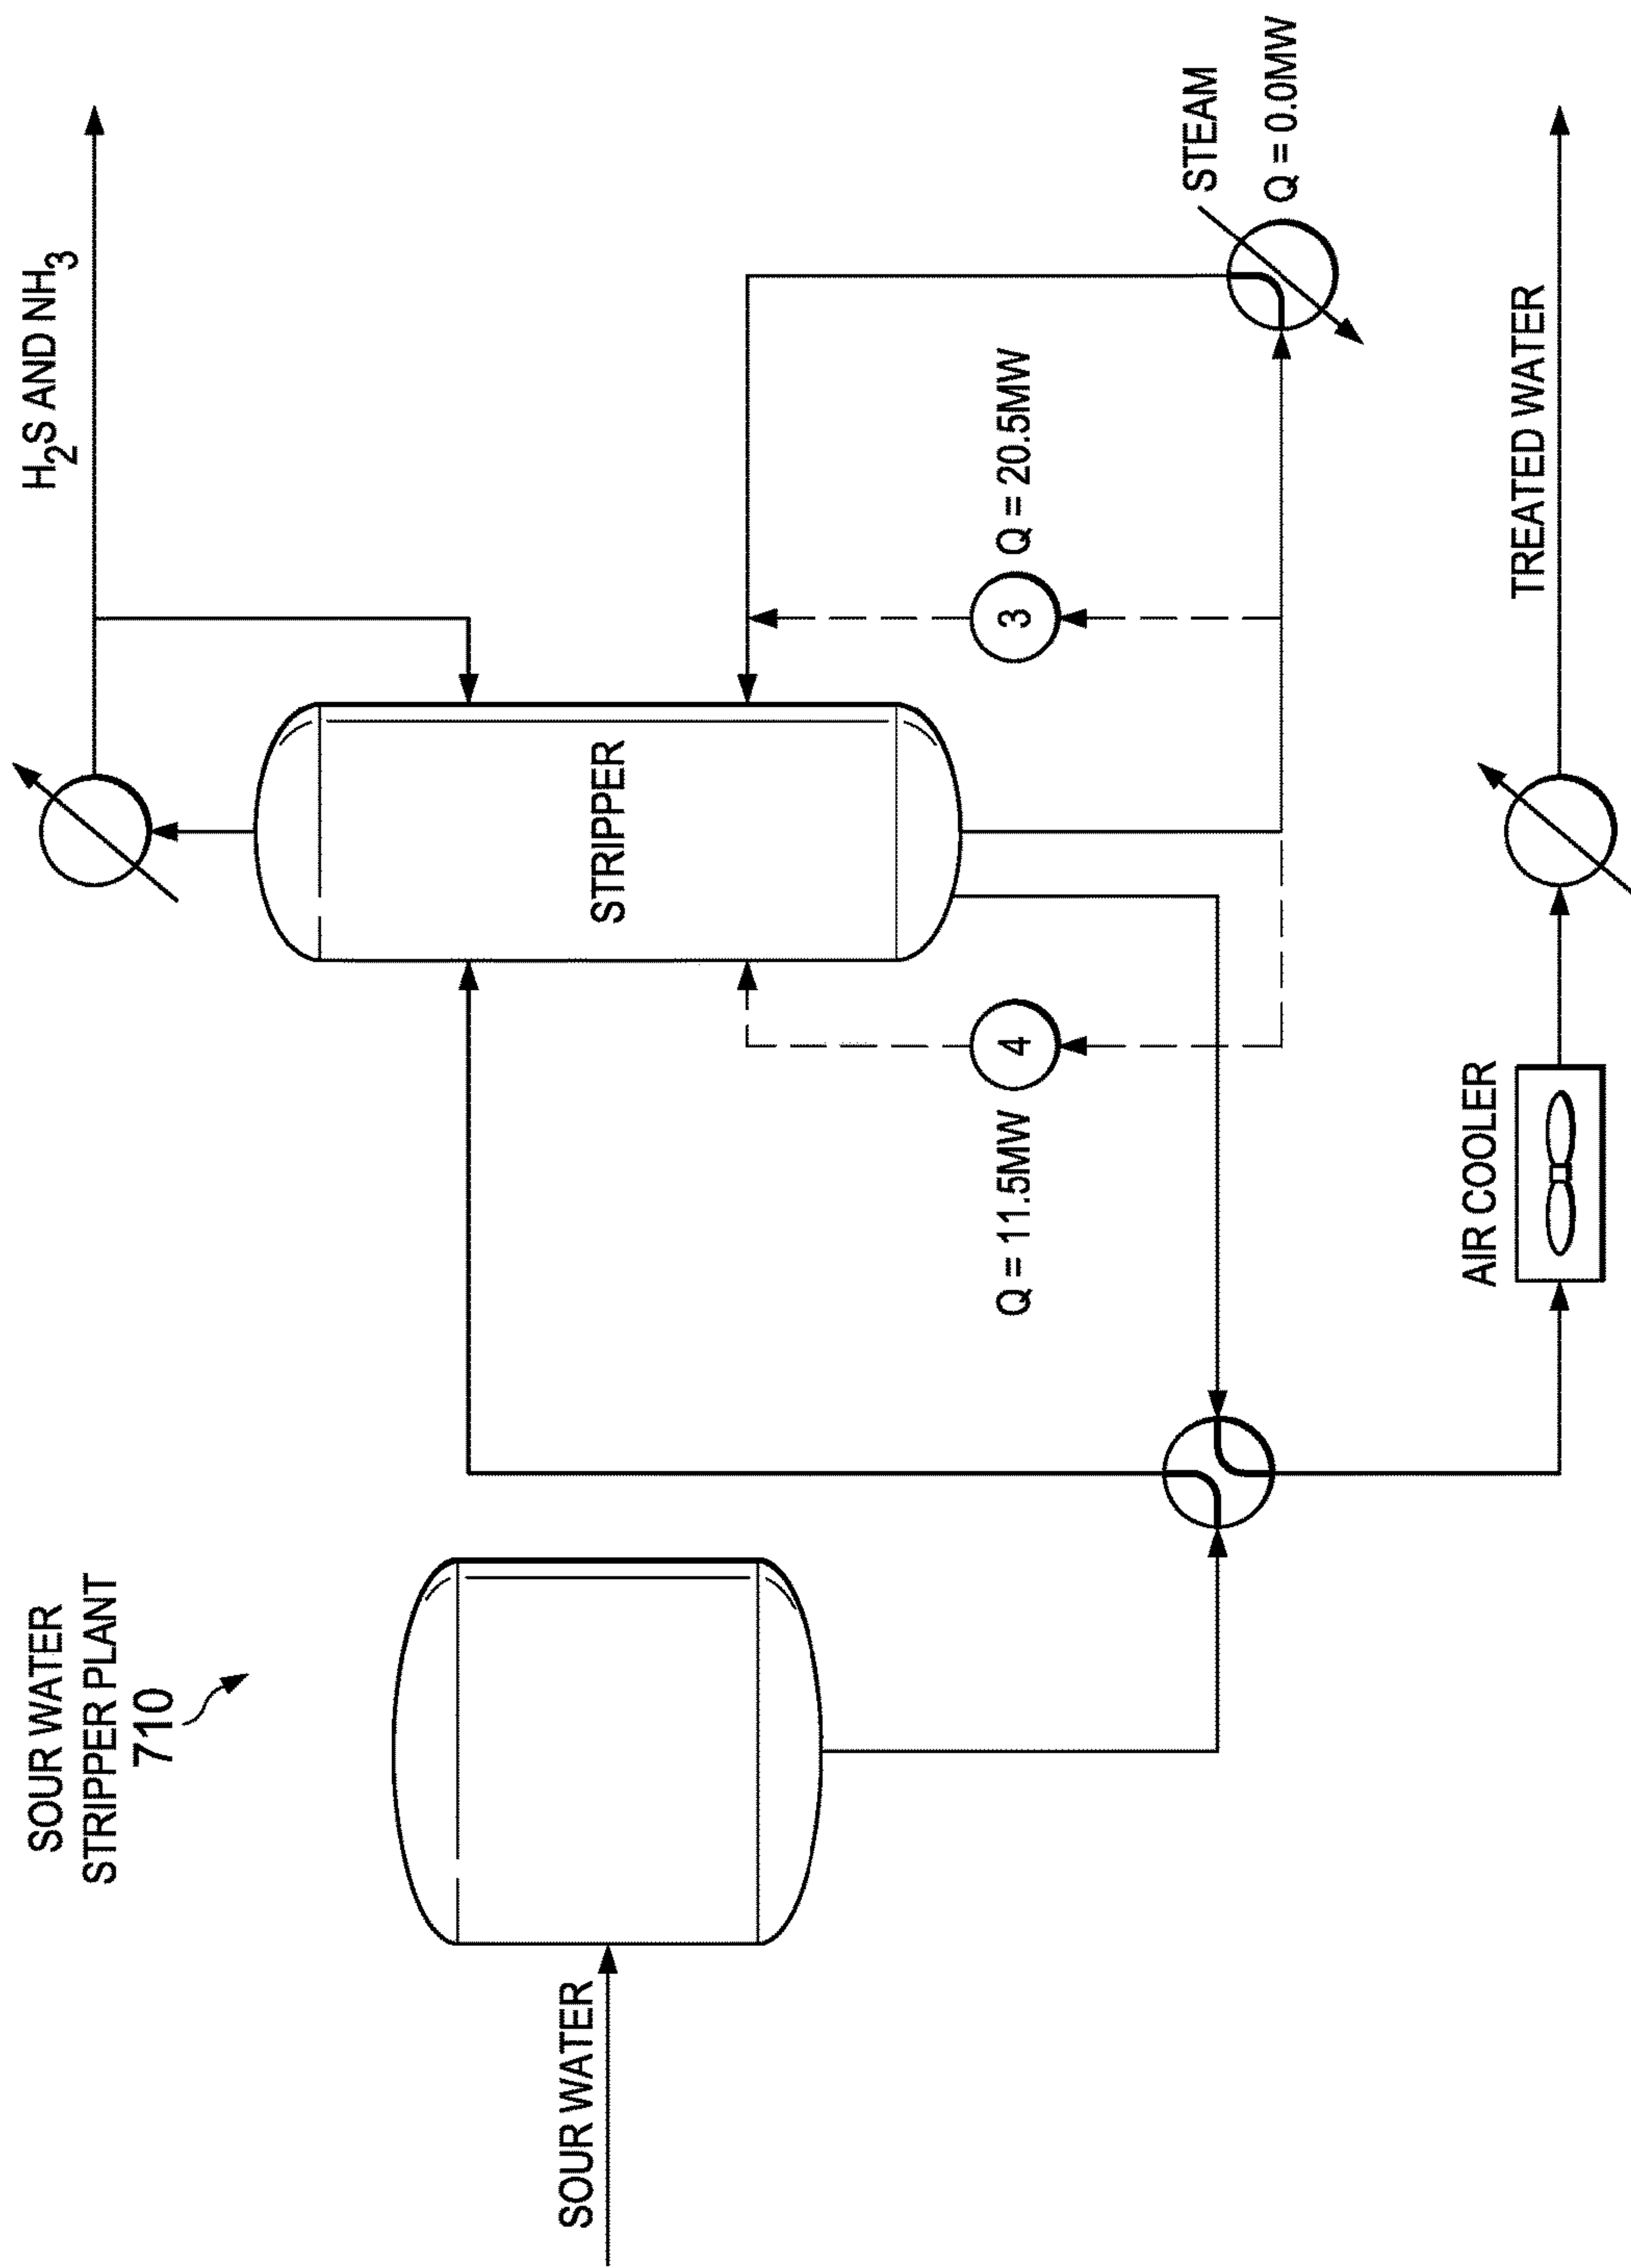 SOUR WATER
STRIPPER PLANT
710
H2S AND NH3
SOUR WATER
STRIPPER
Q = 11.5MW
4
3
Q = 20.5MW
STEAM
Q = 0.0MW
AIR COOLER
TREATED WATER